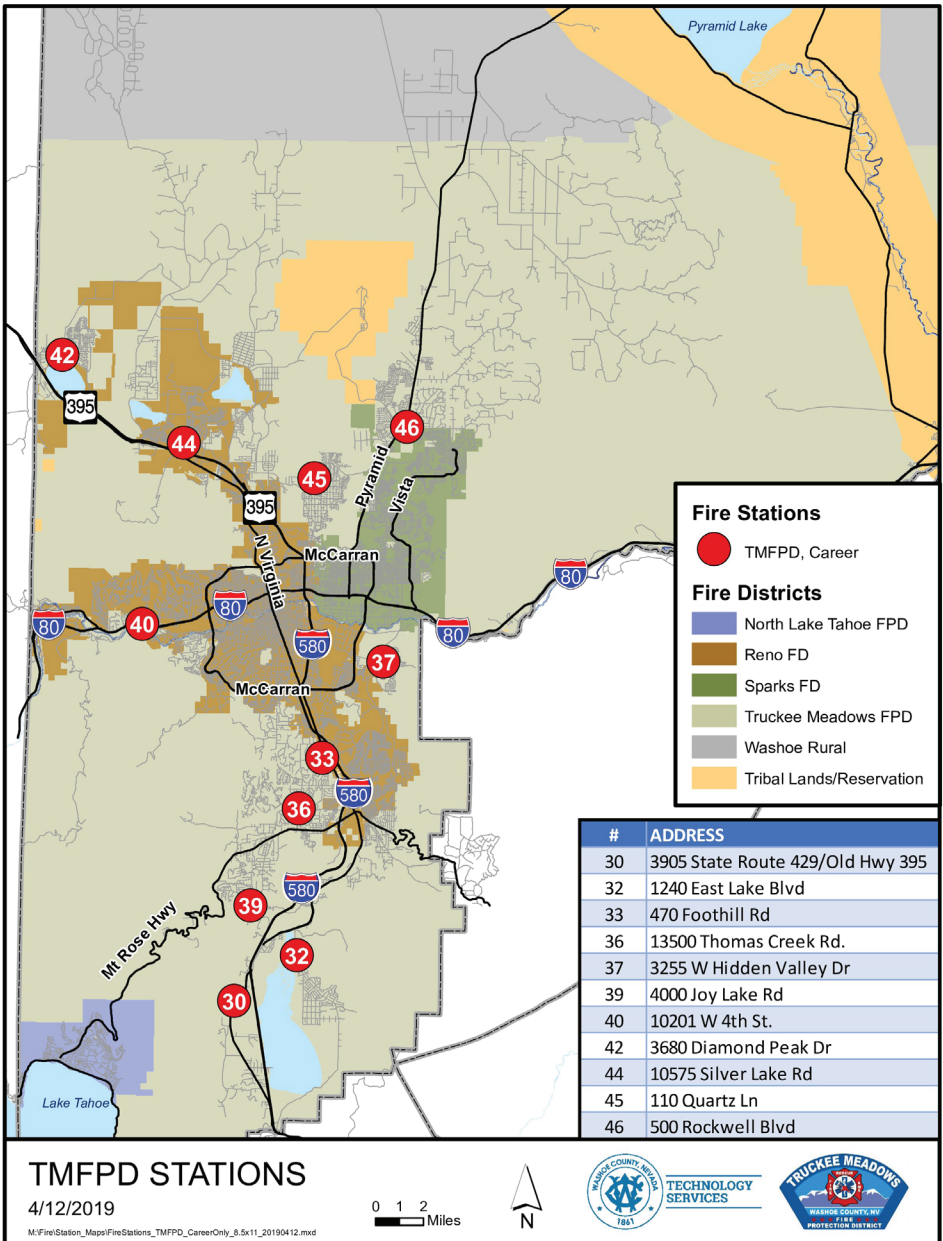 Pyramid Lake
42
395
44
46
45
Pyramid
Vista
395
N Virginia
McCarran
80
80
40
80
580
80
37
McCarran
33
580
36
580
39
Mt Rose Hwy
32
30
Lake Tahoe
Fire Stations
TMFPD, Career
Fire Districts
North Lake Tahoe FPD
Reno FD
Sparks FD
Truckee Meadows FPD
Washoe Rural
Tribal Lands/Reservation
# ADDRESS
30 3905 State Route 429/Old Hwy 395
32 1240 East Lake Blvd
33 470 Foothill Rd
36 13500 Thomas Creek Rd.
37 3255 W Hidden Valley Dr
39 4000 Joy Lake Rd
40 10201 W 4th St.
42 3680 Diamond Peak Dr
44 10575 Silver Lake Rd
45 110 Quartz Ln
46 500 Rockwell Blvd
TMFPD STATIONS
4/12/2019
M:\Fire\Station_Maps\FireStations_TMFPD_CareerOnly_8.5x11_20190412.mxd
0 1 2
Miles
N
WASHOE COUNTY, NEVADA
1861
TECHNOLOGY
SERVICES
TRUCKEE MEADOWS
FIRE
RESCUE
WASHOE COUNTY, NV
FIRE
PROTECTION DISTRICT